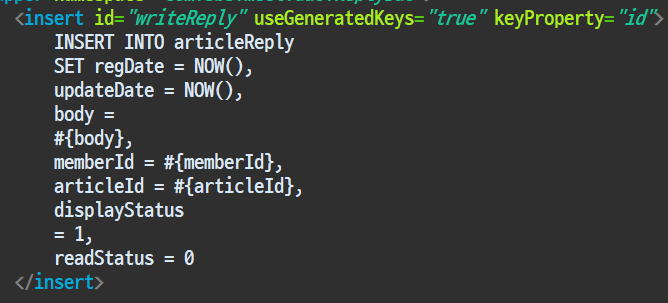 <insert id="writeReply" useGeneratedKeys="true" keyProperty="id">
INSERT INTO articleReply
SET regDate = NOW(),
updateDate = NOW(),
body =
#{body},
memberId = #{memberId},
articleId = #{articleId},
displayStatus
= 1,
readStatus = 0
</insert>